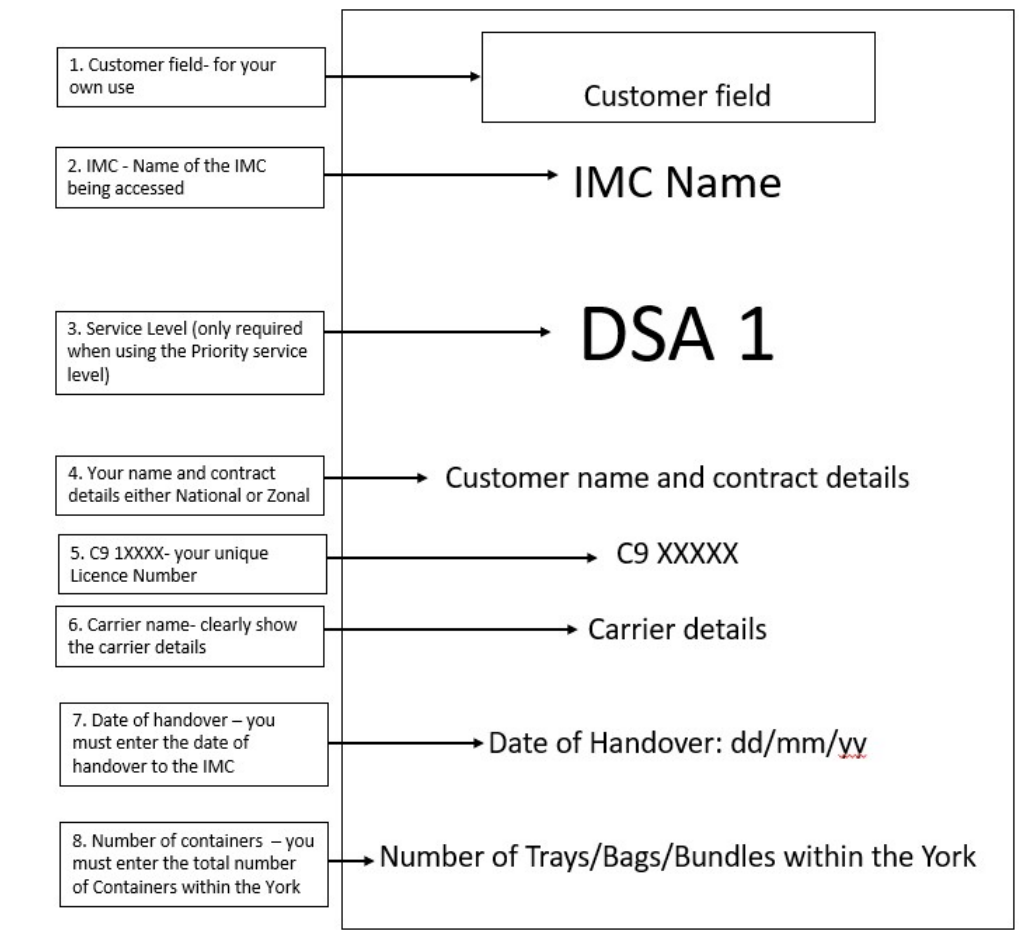 1. Customer field- for your
own use
Customer field
2. IMC - Name of the IMC
being accessed
IMC Name
3. Service Level (only required
when using the Priority service
level)
DSA 1
4. Your name and contract
details either National or Zonal
Customer name and contract details
5. C9 1XXXX- your unique
Licence Number
C9 XXXXX
6. Carrier name- clearly show
the carrier details
Carrier details
7. Date of handover – you
must enter the date of
handover to the IMC
Date of Handover: dd/mm/yy
8. Number of containers – you
must enter the total number
of Containers within the York
Number of Trays/Bags/Bundles within the York